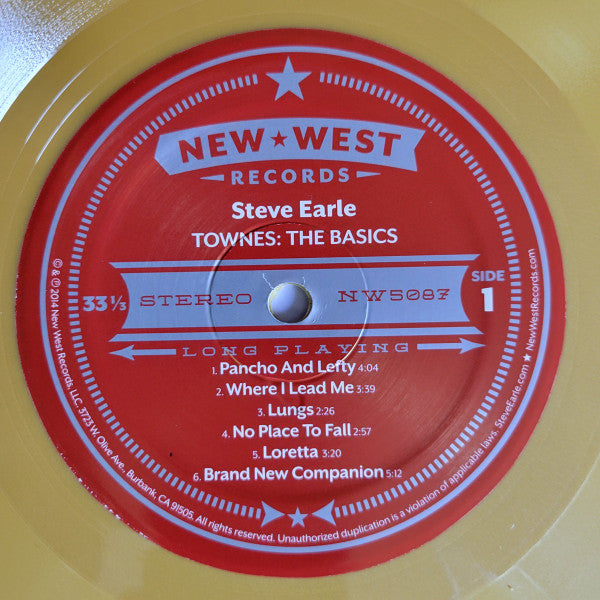 NEW★WEST
RECORDS
Steve Earle
TOWNES: THE BASICS
33 1/3
STEREO
NW5087
SIDE
1
LONG PLAYING
1. Pancho And Lefty 4:04
2. Where I Lead Me 3:39
3. Lungs 2:26
4. No Place To Fall 2:57
5. Loretta 3:20
6. Brand New Companion 5:12
© & ℗ 2014 New West Records, LLC. 3723 W. Olive Ave., Burbank, CA 91505. All rights reserved. Unauthorized duplication is a violation of applicable laws. SteveEarle.com ★ NewWestRecords.com